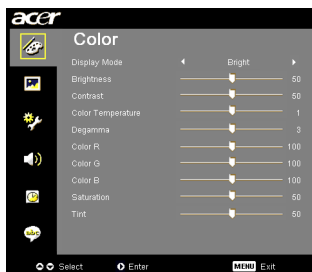 acer
Color
Display Mode Bright
Brightness 50
Contrast 50
Color Temperature 1
Degamma 3
Color R 100
Color G 100
Color B 100
Saturation 50
Tint 50
abc
Select Enter MENU Exit